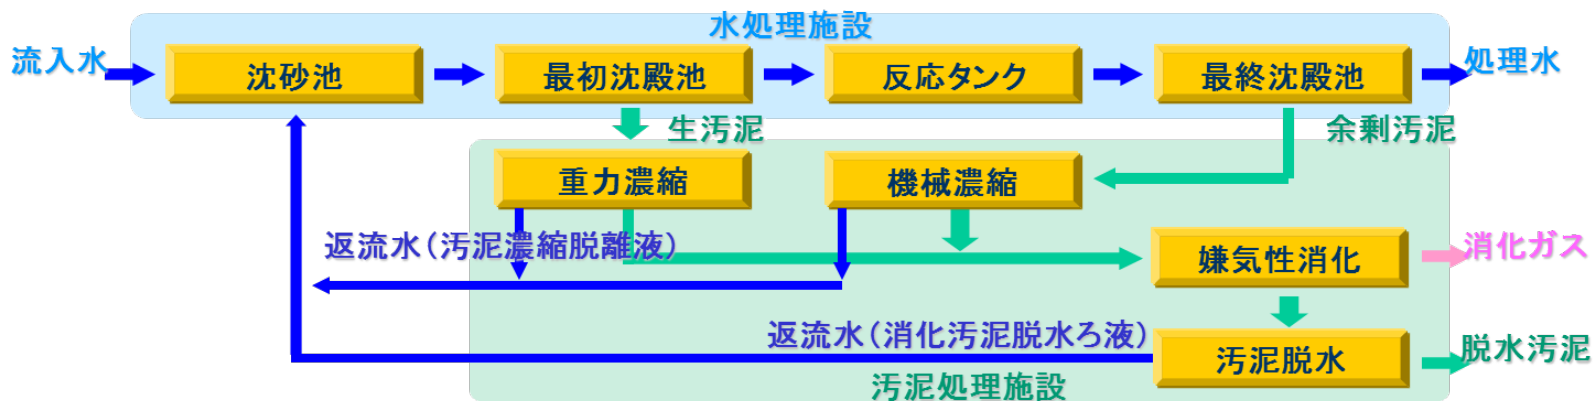 水処理施設
流入水
沈砂池
最初沈殿池
反応タンク
最終沈殿池
処理水
生汚泥
余剰汚泥
重力濃縮
機械濃縮
返流水(汚泥濃縮脱離液)
嫌気性消化
消化ガス
返流水(消化汚泥脱水ろ液)
汚泥脱水
脱水汚泥
汚泥処理施設